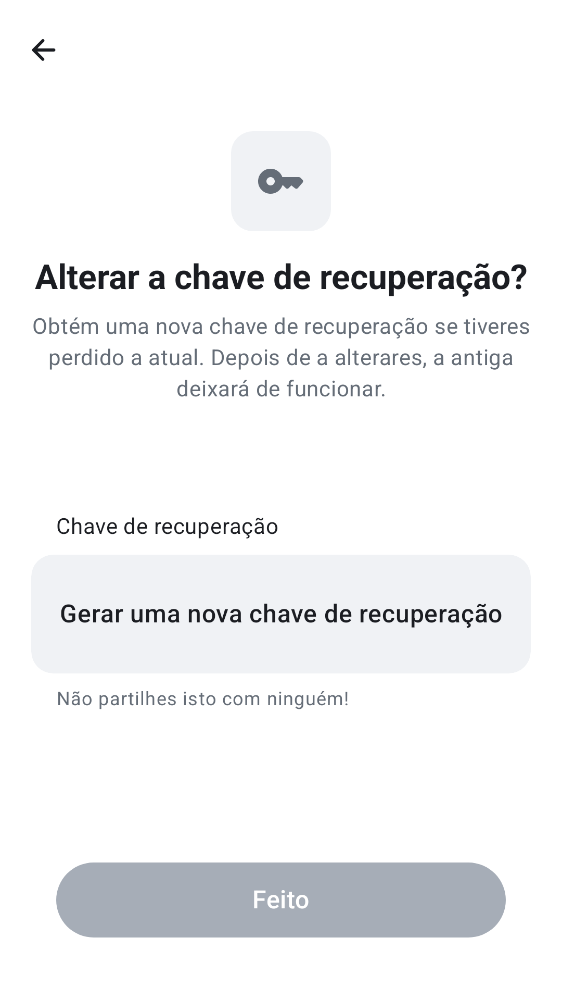 Alterar a chave de recuperação?
Obtém uma nova chave de recuperação se tiveres
perdido a atual. Depois de a alterares, a antiga
deixará de funcionar.
Chave de recuperação
Gerar uma nova chave de recuperação
Não partilhes isto com ninguém!
Feito